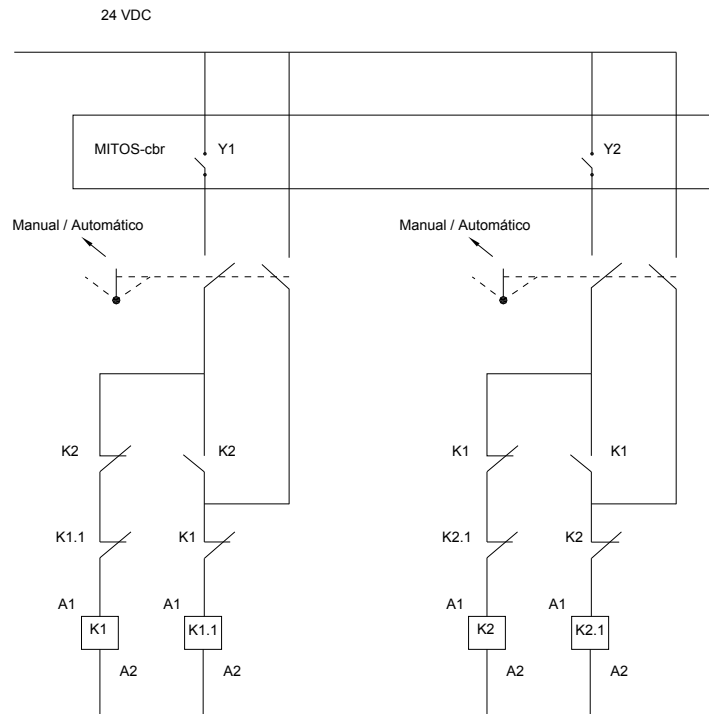 24 VDC
MITOS-cbr
Y1
Y2
Manual / Automático
Manual / Automático
K2
K2
K1
K1
K1.1
K1
K2.1
K2
A1
A1
A1
A1
K1
K1.1
K2
K2.1
A2
A2
A2
A2